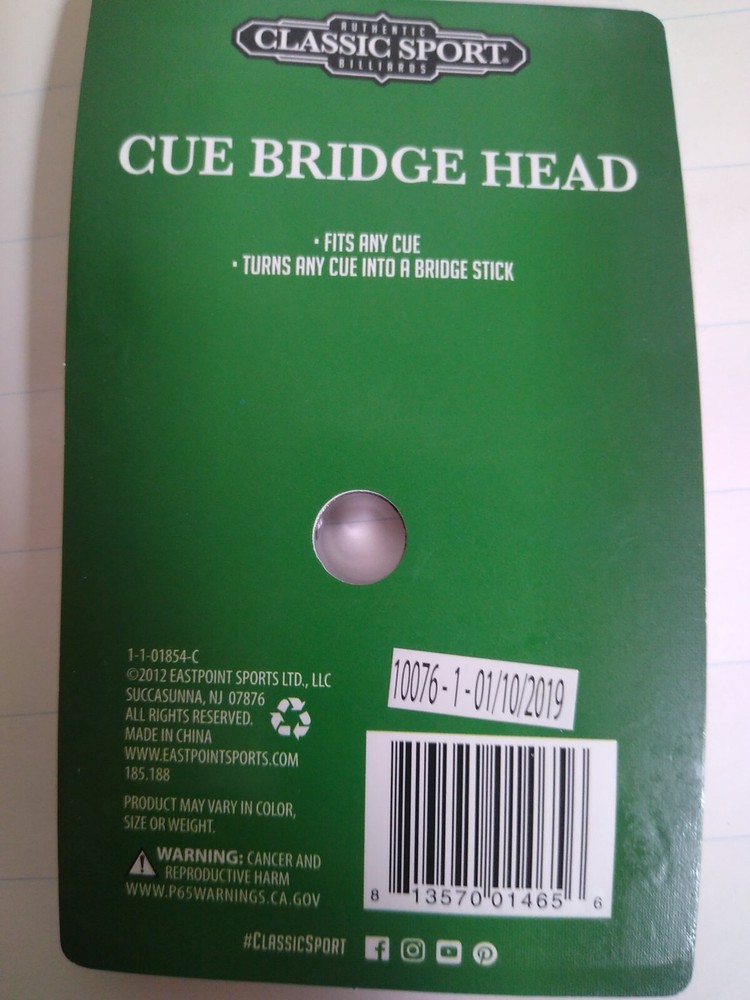 AUTHENTIC
CLASSIC SPORT
BILLIARDS
CUE BRIDGE HEAD
• FITS ANY CUE
• TURNS ANY CUE INTO A BRIDGE STICK
1-1-01854-C
©2012 EASTPOINT SPORTS LTD., LLC
SUCCASUNNA, NJ 07876
ALL RIGHTS RESERVED.
MADE IN CHINA
WWW.EASTPOINTSPORTS.COM
185.188
PRODUCT MAY VARY IN COLOR,
SIZE OR WEIGHT.
WARNING: CANCER AND
REPRODUCTIVE HARM
WWW.P65WARNINGS.CA.GOV
10076-1-01/10/2019
8 13570 01465 6
#CLASSICSPORT